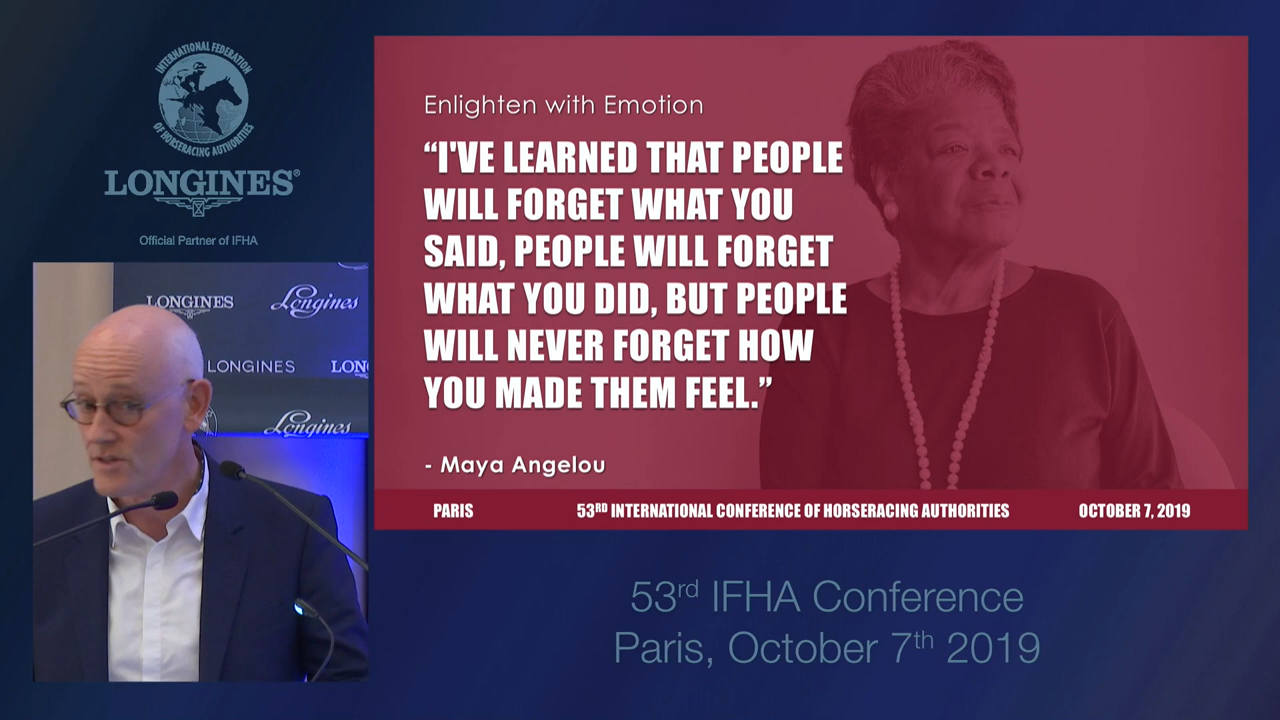 INTERNATIONAL FEDERATION
OF HORSERACING AUTHORITIES
LONGINES®
Official Partner of IFHA
LONGINES
Longines
LONGINES
LON
Longines
Enlighten with Emotion
“I'VE LEARNED THAT PEOPLE
WILL FORGET WHAT YOU
SAID, PEOPLE WILL FORGET
WHAT YOU DID, BUT PEOPLE
WILL NEVER FORGET HOW
YOU MADE THEM FEEL.”
- Maya Angelou
PARIS 53RD INTERNATIONAL CONFERENCE OF HORSERACING AUTHORITIES OCTOBER 7, 2019
53rd IFHA Conference
Paris, October 7th 2019